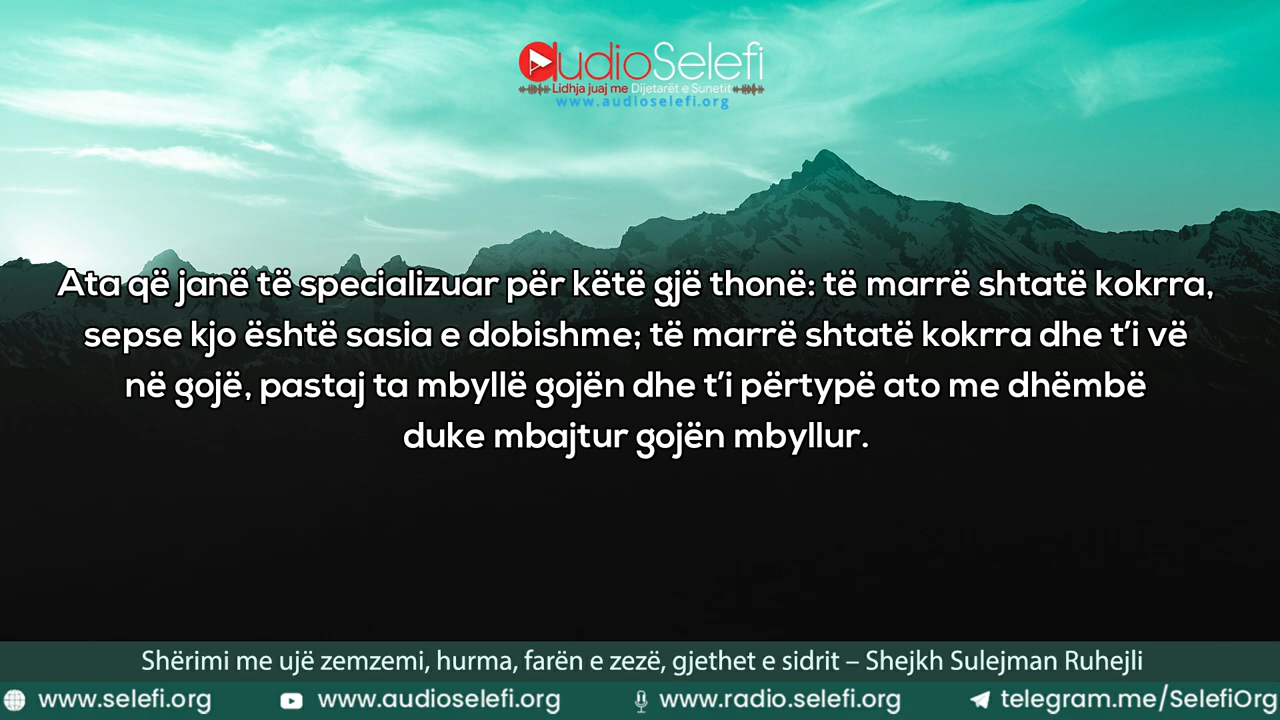 audioSelefi
Lidhja juaj me Dijetarët e Sunetit
www.audioselefi.org
Ata që janë të specializuar për këtë gjë thonë: të marrë shtatë kokrra,
sepse kjo është sasia e dobishme; të marrë shtatë kokrra dhe t'i vë
në gojë, pastaj ta mbyllë gojën dhe t'i përtypë ato me dhëmbë
duke mbajtur gojën mbyllur.
Shërimi me ujë zemzemi, hurma, farën e zezë, gjethet e sidrit – Shejkh Sulejman Ruhejli
www.selefi.org www.audioselefi.org www.radio.selefi.org telegram.me/SelefiOrg